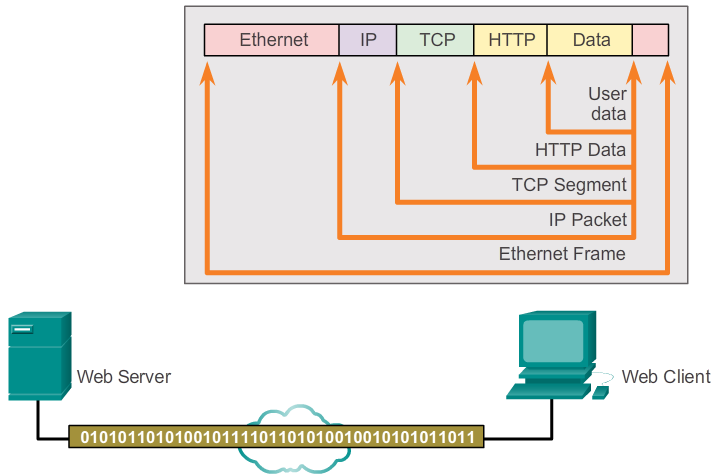 Ethernet IP TCP HTTP Data
User
data
HTTP Data
TCP Segment
IP Packet
Ethernet Frame
Web Server
Web Client
010101101010010111101101010010010101011011